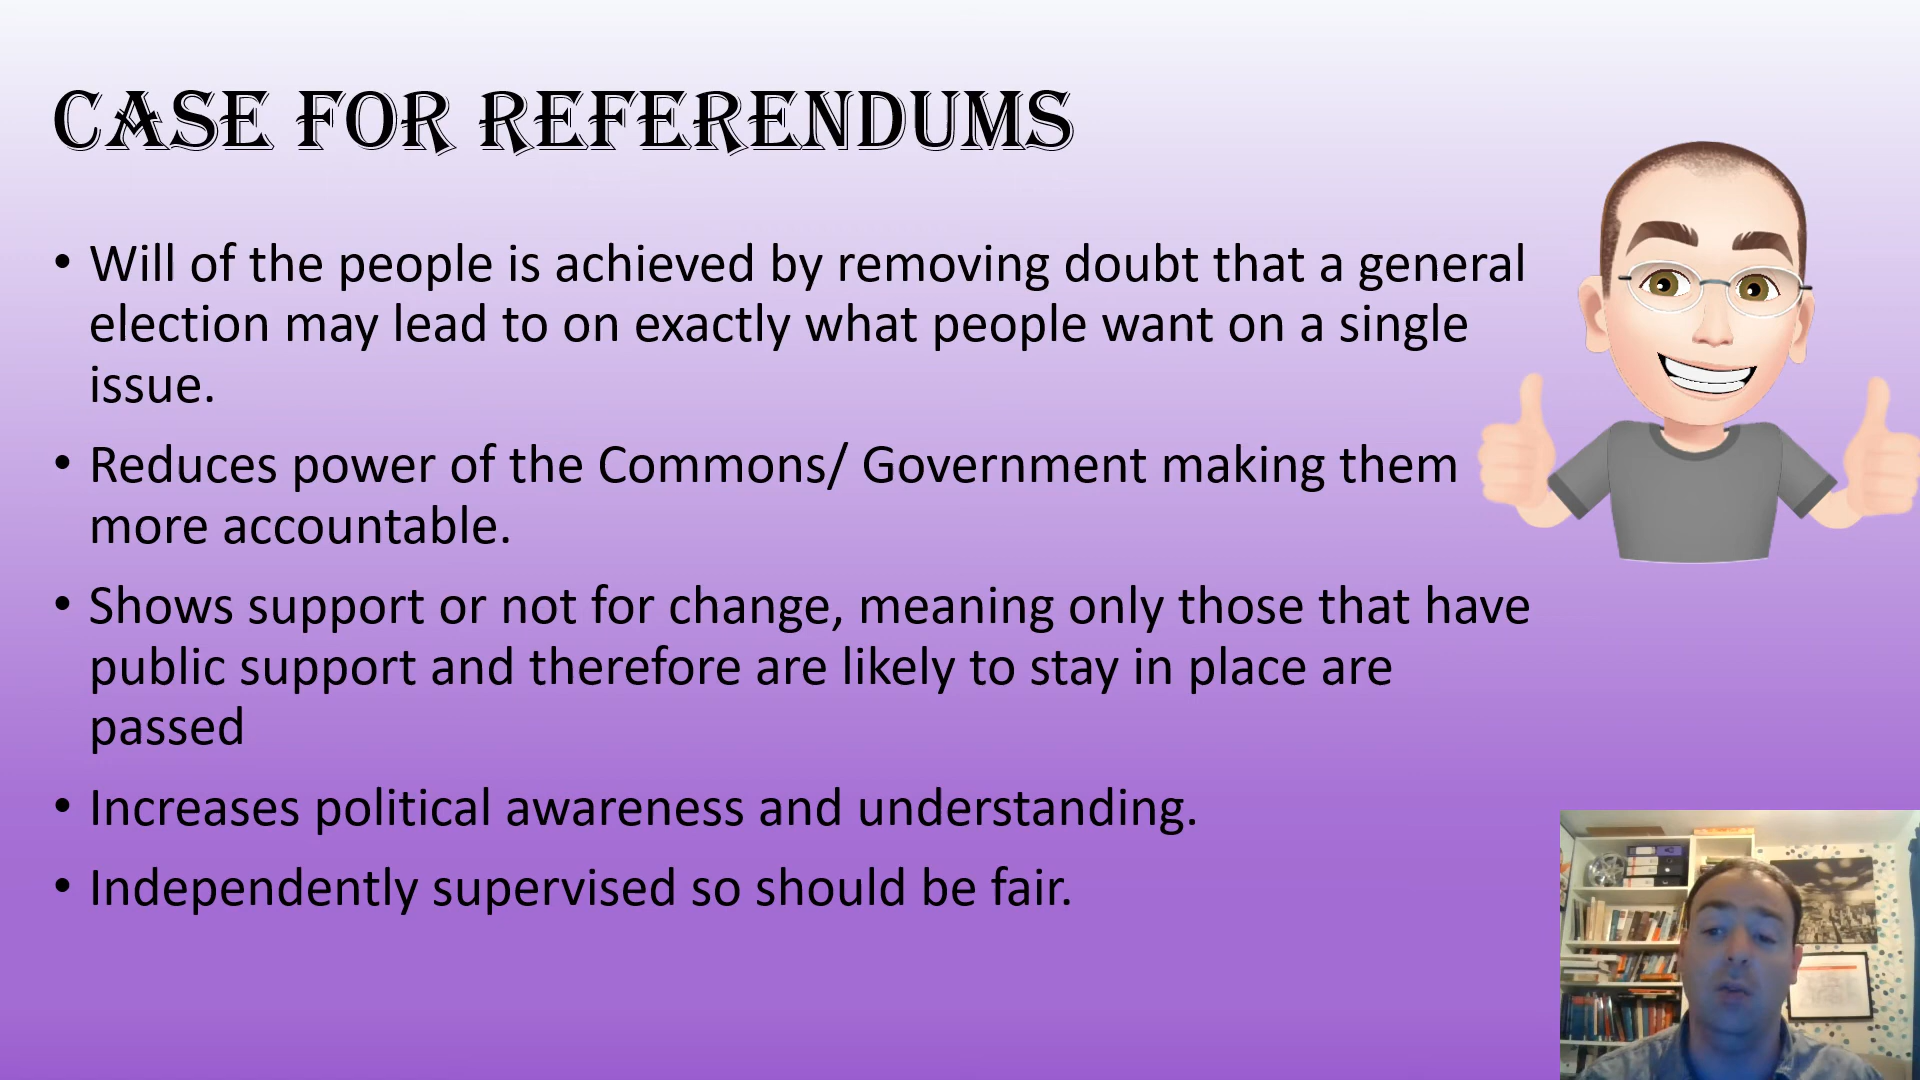 CASE FOR REFERENDUMS
• Will of the people is achieved by removing doubt that a general
election may lead to on exactly what people want on a single
issue.
• Reduces power of the Commons/ Government making them
more accountable.
• Shows support or not for change, meaning only those that have
public support and therefore are likely to stay in place are
passed
• Increases political awareness and understanding.
• Independently supervised so should be fair.